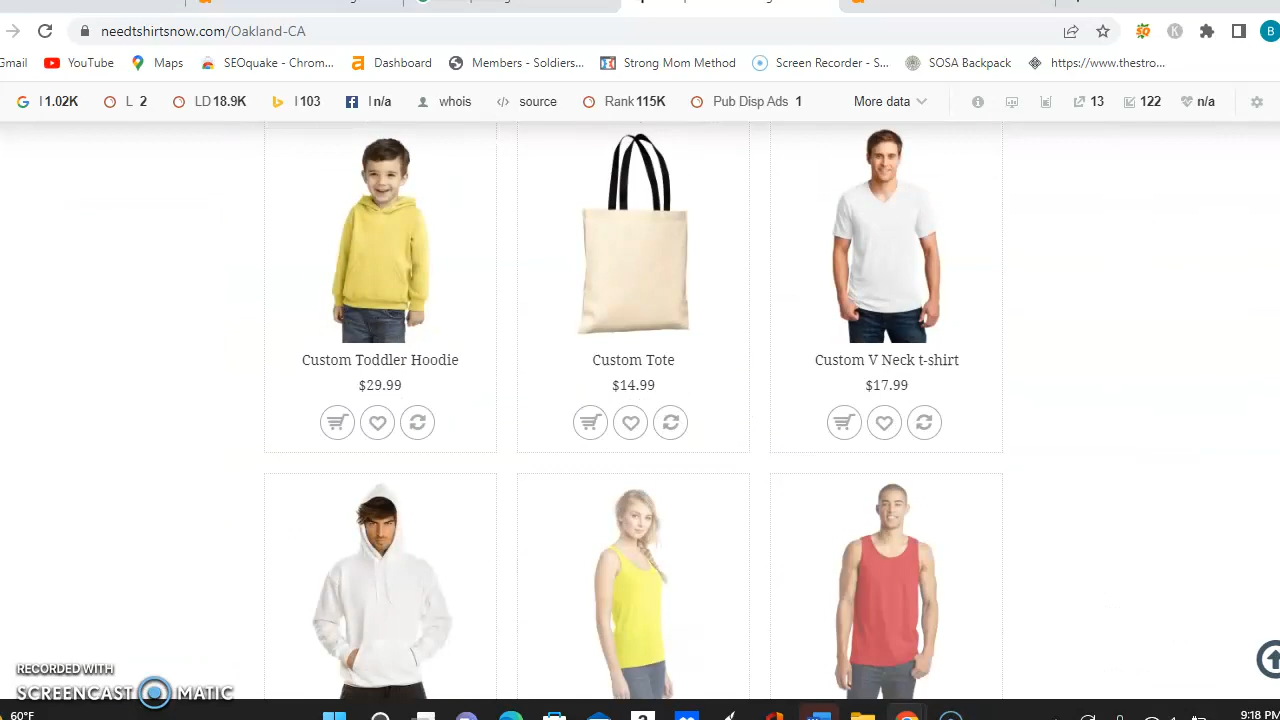 needtshirtsnow.com/Oakland-CA
Gmail YouTube Maps SEOquake - Chrom... Dashboard Members - Soldiers... Strong Mom Method Screen Recorder - S... SOSA Backpack https://www.thestro...
I 1.02K L 2 LD 18.9K I 103 I n/a whois source Rank 115K Pub Disp Ads 1 More data 13 122 n/a
Custom Toddler Hoodie Custom Tote Custom V Neck t-shirt
$29.99 $14.99 $17.99
RECORDED WITH
SCREENCAST MATIC
60°F 9:18 PM